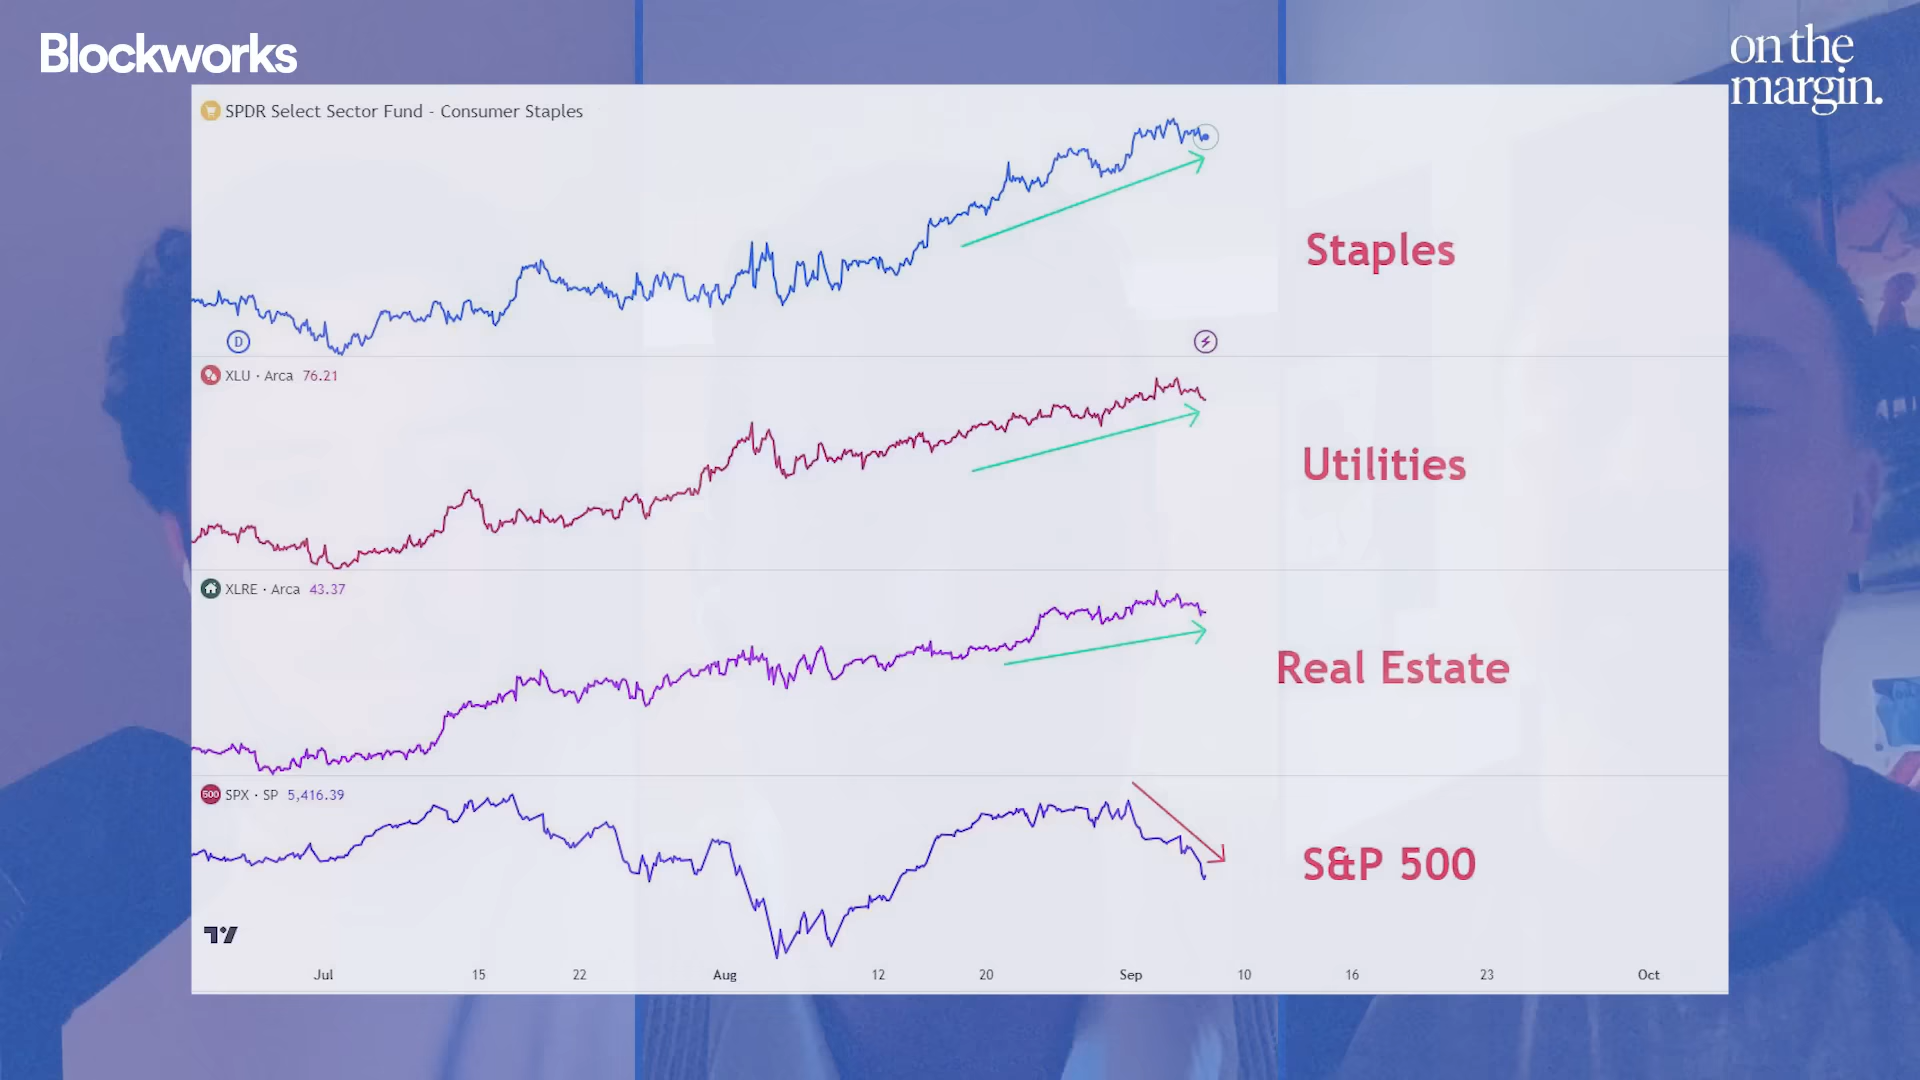 Blockworks
on the
margin.
SPDR Select Sector Fund - Consumer Staples
Staples
D
XLU · Arca 76.21
Utilities
XLRE · Arca 43.37
Real Estate
500 SPX · SP 5,416.39
S&P 500
Jul 15 22 Aug 12 20 Sep 10 16 23 Oct